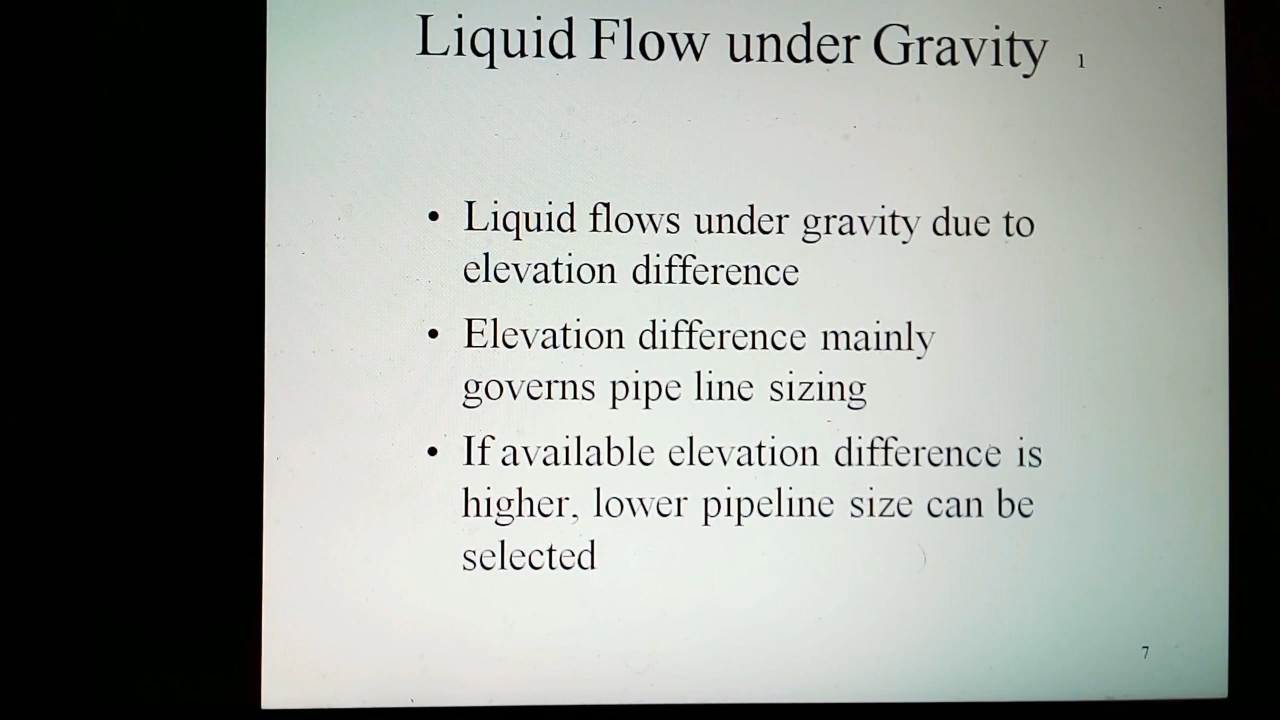 Liquid Flow under Gravity 1
• Liquid flows under gravity due to
elevation difference
• Elevation difference mainly
governs pipe line sizing
• If available elevation difference is
higher, lower pipeline size can be
selected
7